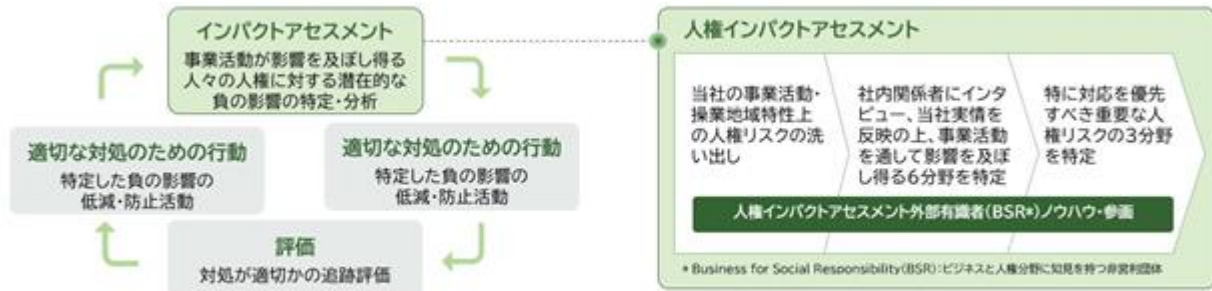 インパクトアセスメント
事業活動が影響を及ぼし得る
人々の人権に対する潜在的な
負の影響の特定・分析
適切な対処のための行動
特定した負の影響の
低減・防止活動
適切な対処のための行動
特定した負の影響の
低減・防止活動
評価
対処が適切かの追跡評価
人権インパクトアセスメント
当社の事業活動・
操業地域特性上
の人権リスクの洗
い出し
社内関係者にインタ
ビュー、当社実情を
反映の上、事業活動
を通して影響を及ぼ
し得る6分野を特定
特に対応を優先
すべき重要な人
権リスクの3分野
を特定
人権インパクトアセスメント外部有識者(BSR*)ノウハウ・参画
* Business for Social Responsibility(BSR):ビジネスと人権分野に知見を持つ非営利団体